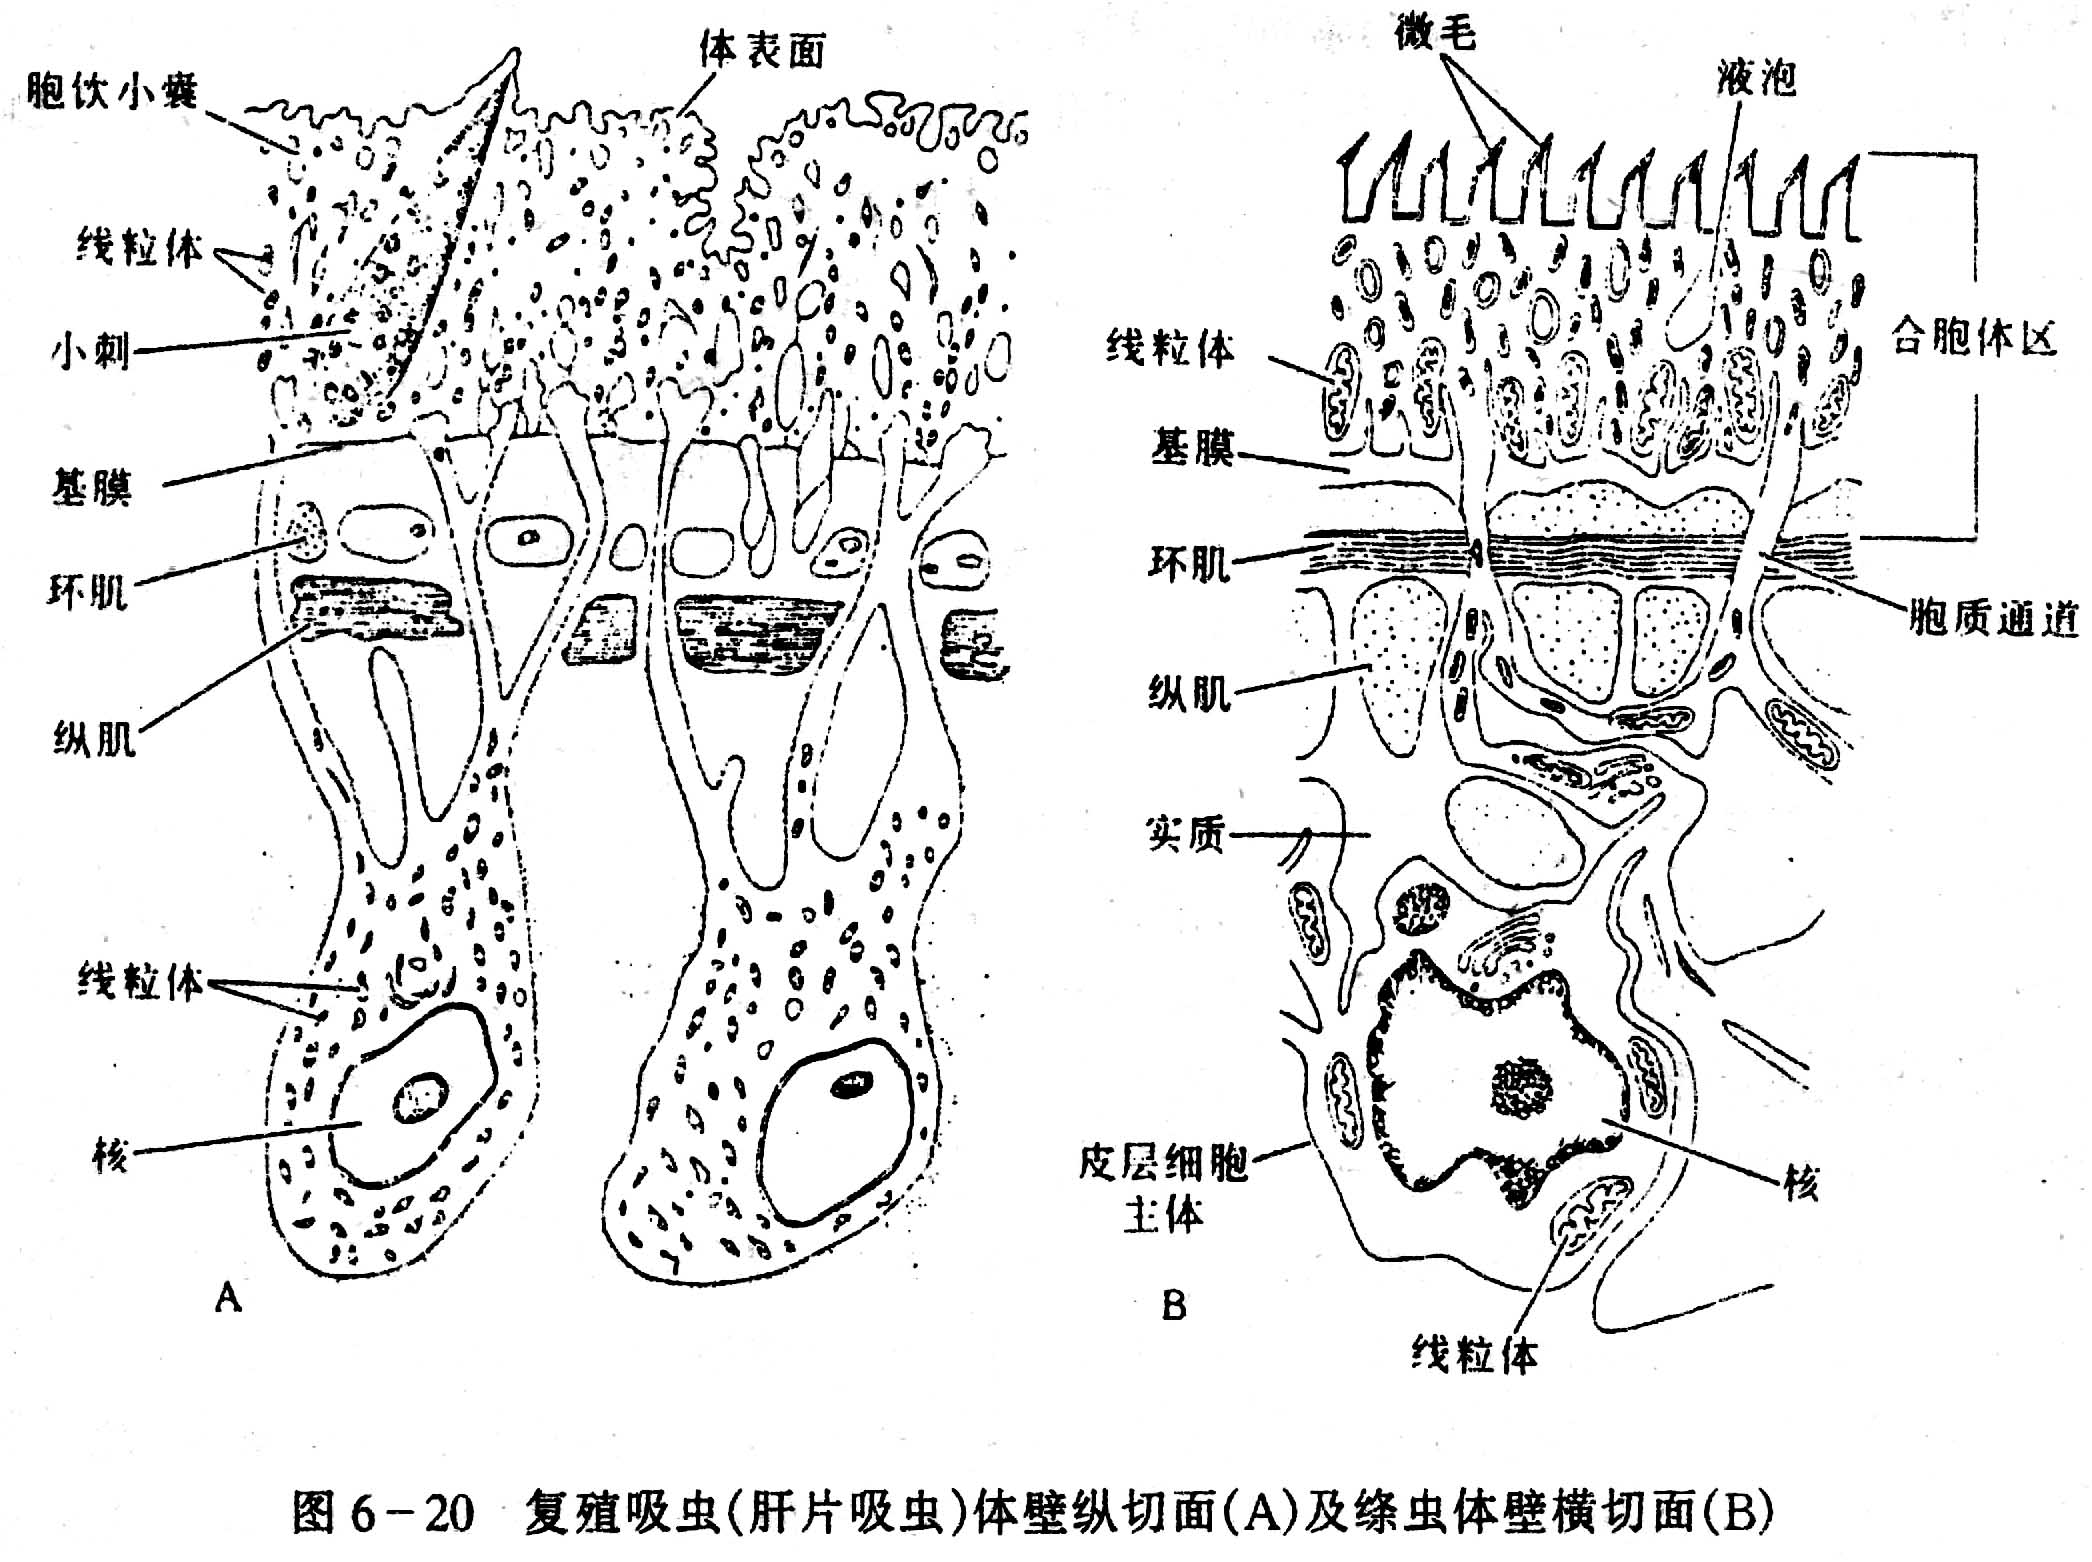 体表面
胞饮小囊
线粒体
小刺
基膜
环肌
纵肌
线粒体
核
A
微毛
液泡
线粒体
合胞体区
基膜
环肌
胞质通道
纵肌
实质
皮层细胞
主体
核
B
线粒体
图 6-20 复殖吸虫(肝片吸虫)体壁纵切面(A)及绦虫体壁横切面(B)